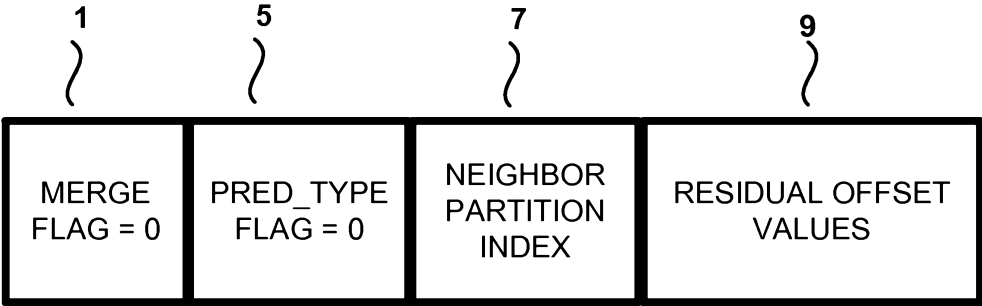 1 5 7 9
MERGE
FLAG = 0
PRED_TYPE
FLAG = 0
NEIGHBOR
PARTITION
INDEX
RESIDUAL OFFSET
VALUES